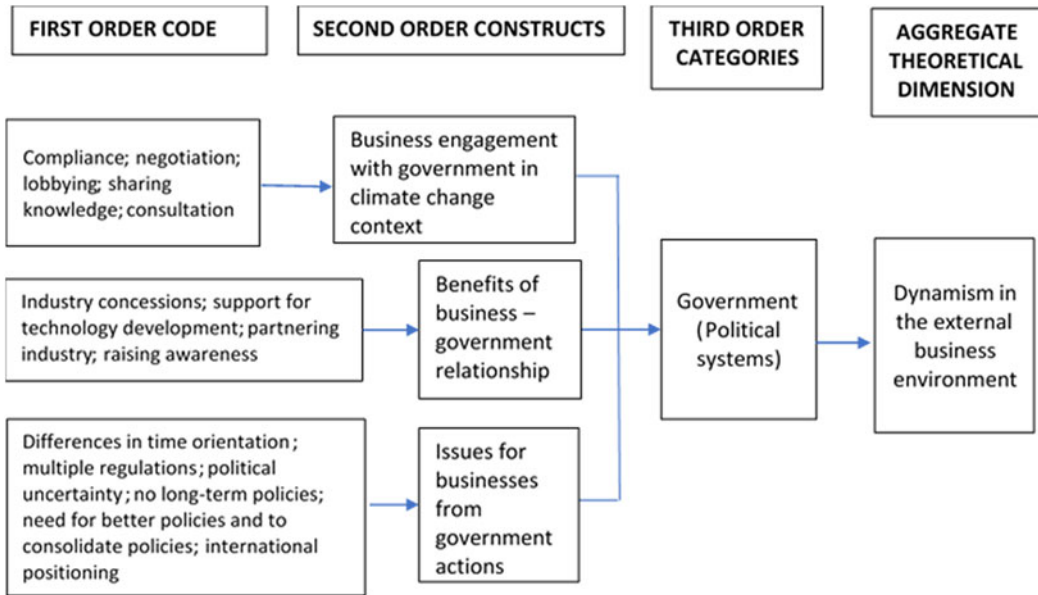 FIRST ORDER CODE
SECOND ORDER CONSTRUCTS
THIRD ORDER
CATEGORIES
AGGREGATE
THEORETICAL
DIMENSION
Compliance; negotiation;
lobbying; sharing
knowledge; consultation
Business engagement
with government in
climate change
context
Industry concessions; support for
technology development; partnering
industry; raising awareness
Benefits of
business –
government
relationship
Differences in time orientation;
multiple regulations; political
uncertainty; no long-term policies;
need for better policies and to
consolidate policies; international
positioning
Issues for
businesses
from
government
actions
Government
(Political
systems)
Dynamism in
the external
business
environment